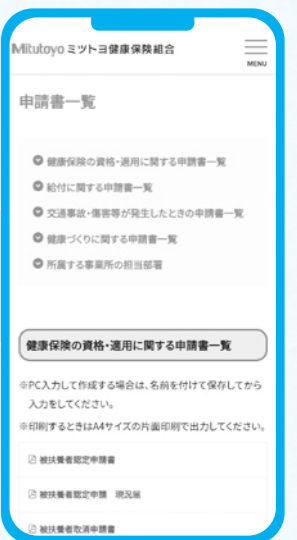 Mitutoyo ミツトヨ健康保険組合
MENU
申請書一覧
健康保険の資格・適用に関する申請書一覧
給付に関する申請書一覧
交通事故・傷害等が発生したときの申請書一覧
健康づくりに関する申請書一覧
所属する事業所の担当部署
健康保険の資格・適用に関する申請書一覧
※PC入力して作成する場合は、名前を付けて保存してから
入力をしてください。
※印刷するときはA4サイズの片面印刷で出力してください。
被扶養者認定申請書
被扶養者認定申請　現況届
被扶養者取消申請書